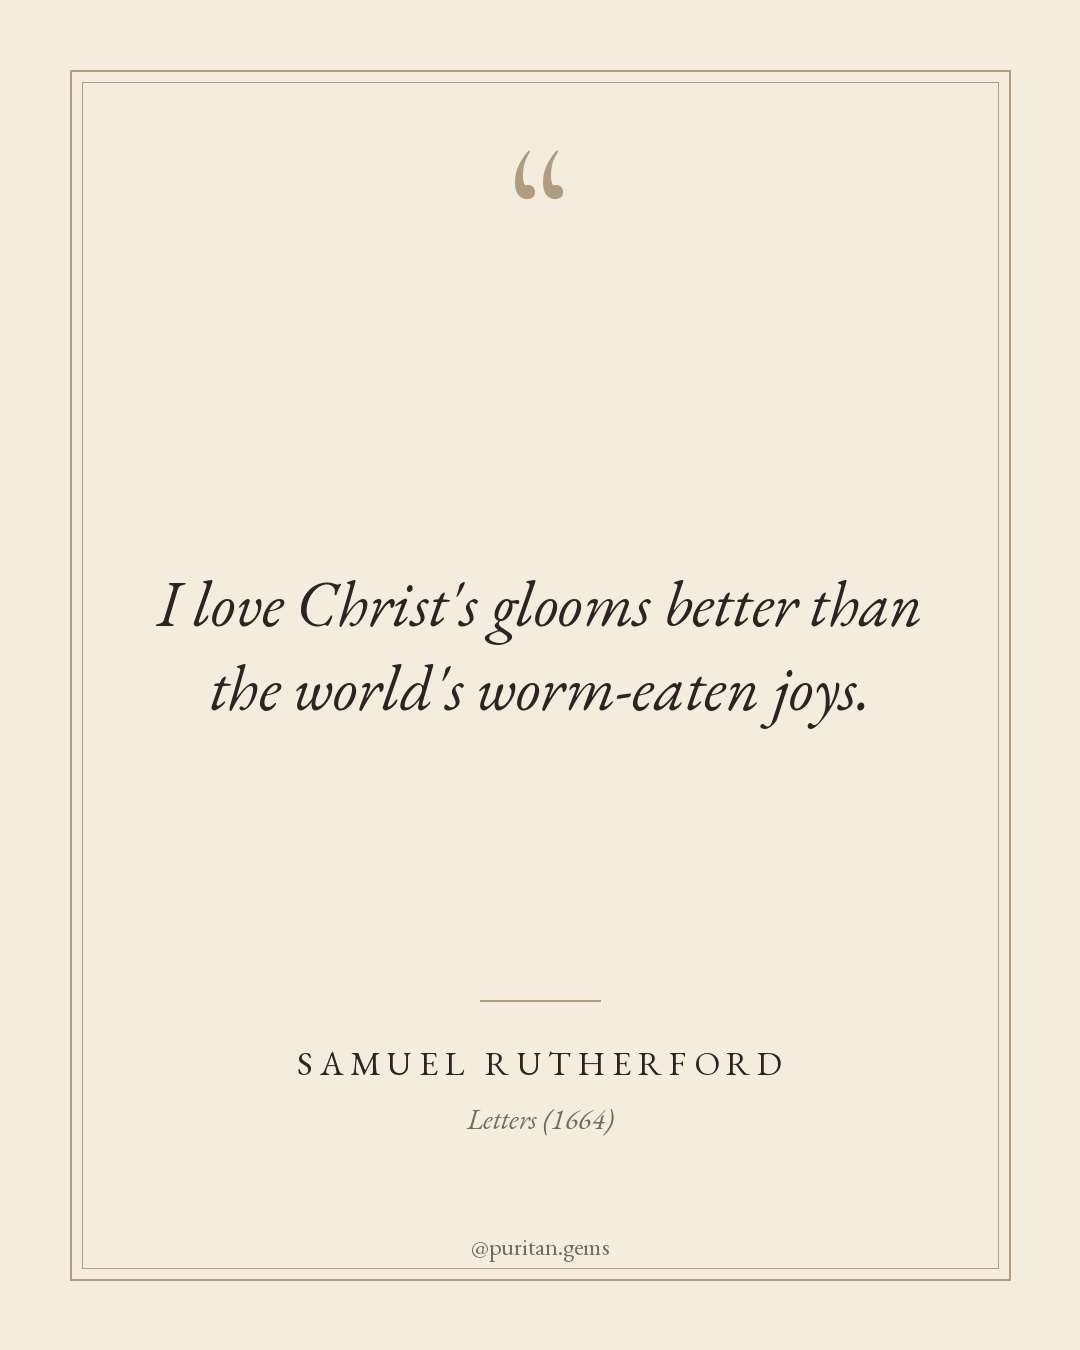 “
I love Christ's glooms better than
the world's worm-eaten joys.
SAMUEL RUTHERFORD
Letters (1664)
@puritan.gems